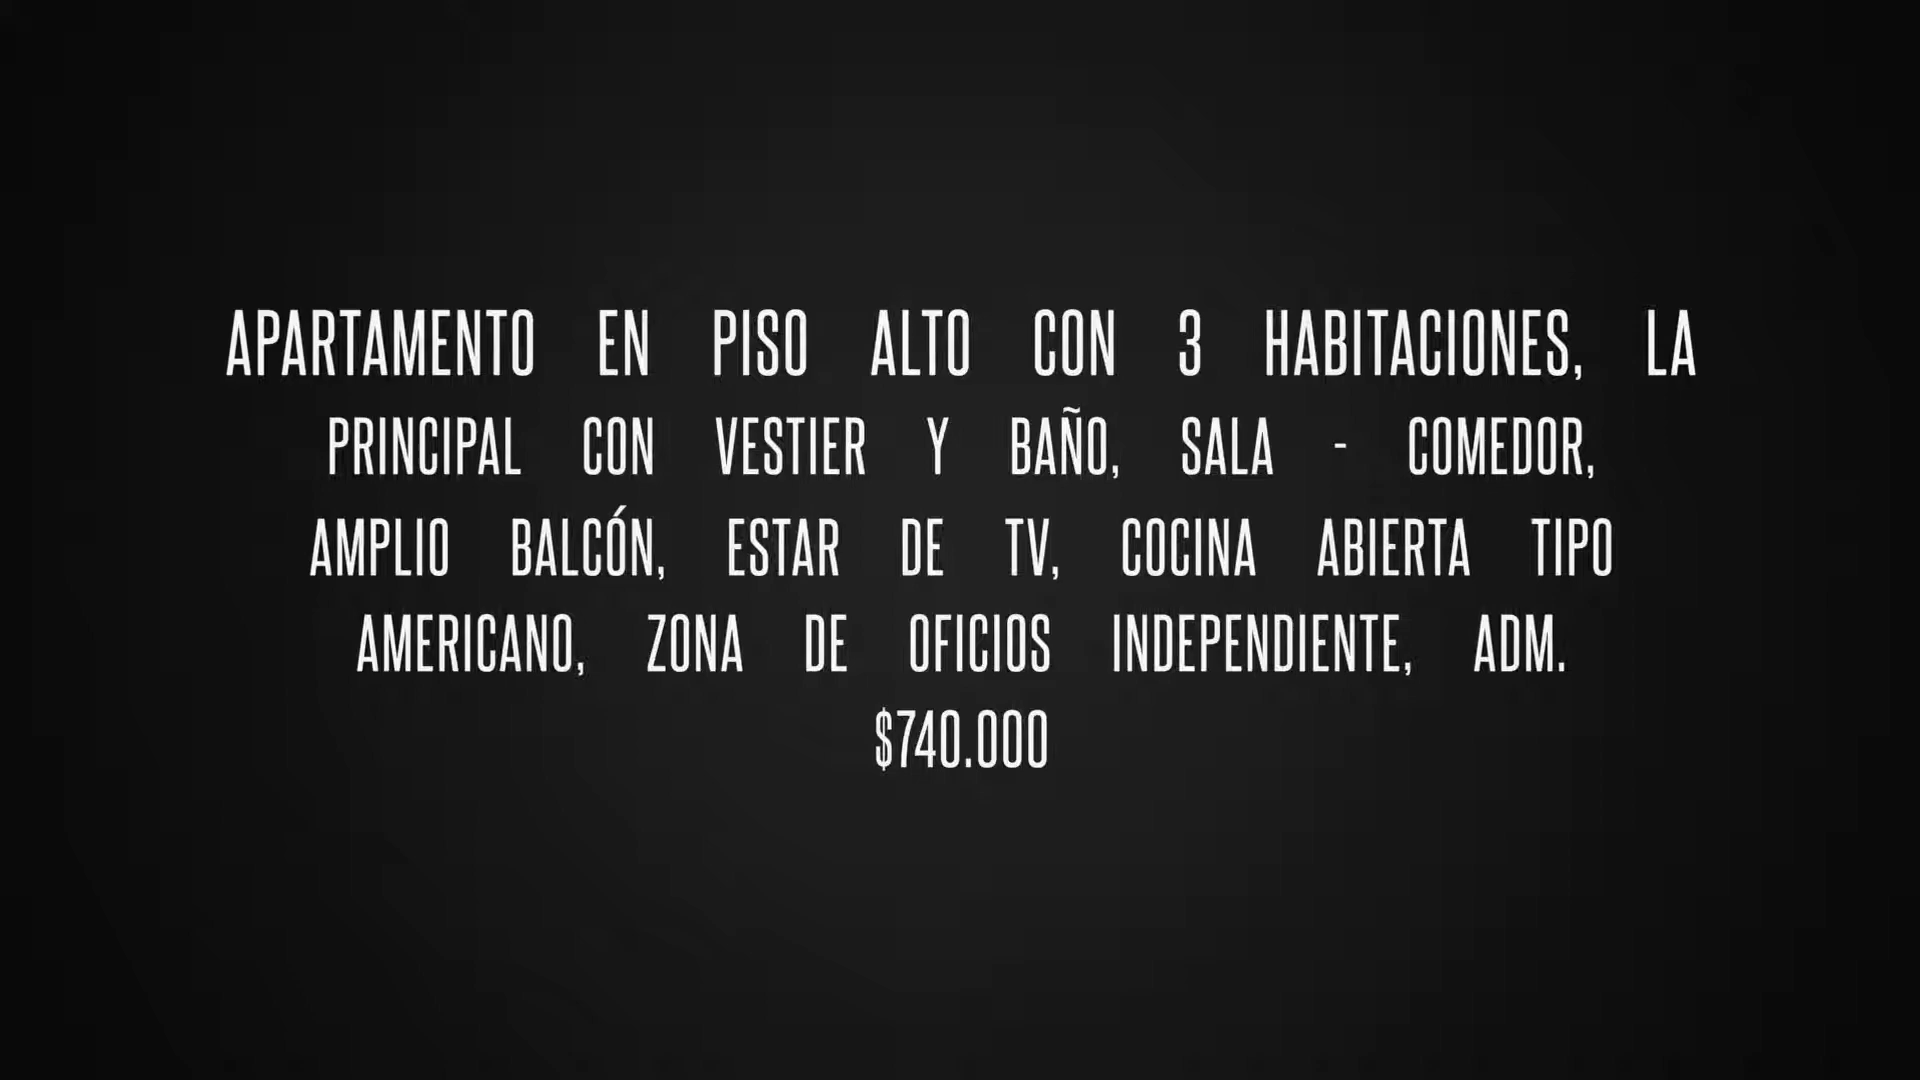 APARTAMENTO EN PISO ALTO CON 3 HABITACIONES, LA
PRINCIPAL CON VESTIER Y BAÑO, SALA - COMEDOR,
AMPLIO BALCÓN, ESTAR DE TV, COCINA ABIERTA TIPO
AMERICANO, ZONA DE OFICIOS INDEPENDIENTE, ADM.
$740.000